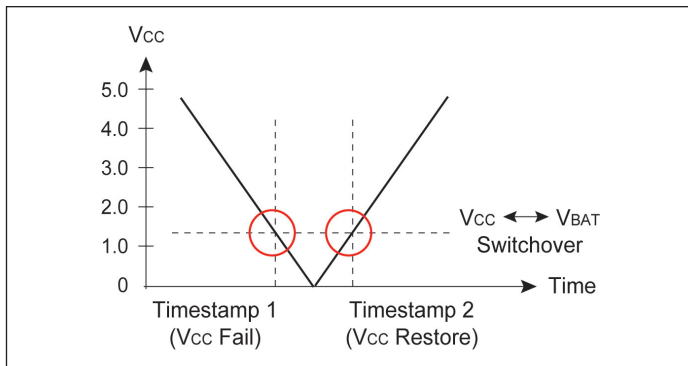 Vcc
5.0
4.0
3.0
2.0
1.0
0
Vcc ↔ VBAT
Switchover
Time
Timestamp 1
(Vcc Fail)
Timestamp 2
(Vcc Restore)